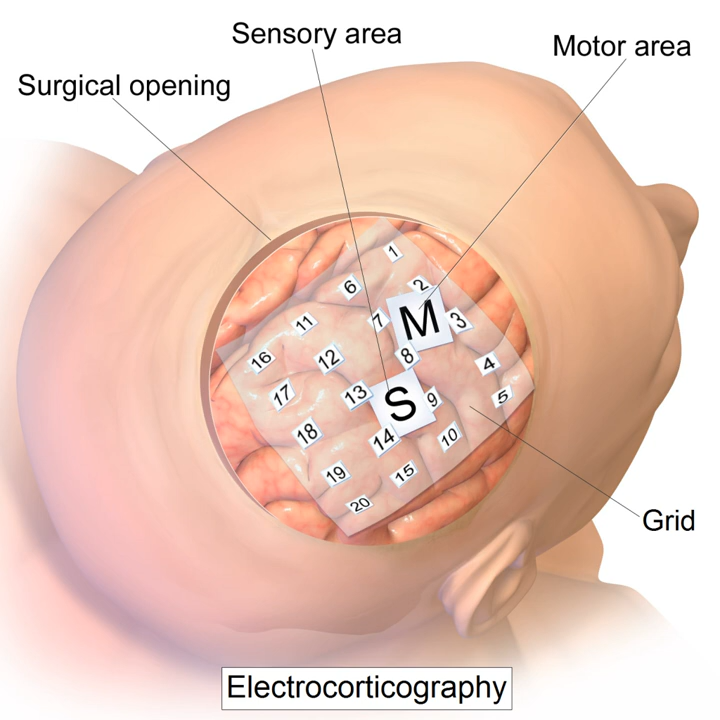 Sensory area
Motor area
Surgical opening
1
6
2
11
7
M
3
16
12
8
4
17
13
S
9
5
18
14
10
19
15
20
Grid
Electrocorticography